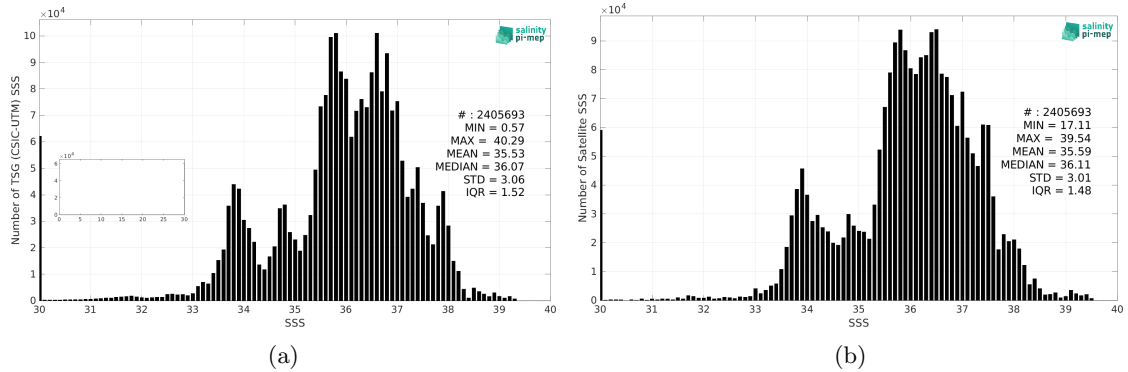 ×10⁴
10
9
8
7
6
5
4
3
2
1
0
Number of TSG (CSIC-UTM) SSS
30 31 32 33 34 35 36 37 38 39 40
SSS
salinity
pi-mep
# : 2405693
MIN = 0.57
MAX = 40.29
MEAN = 35.53
MEDIAN = 36.07
STD = 3.06
IQR = 1.52
×10⁴
6
4
2
0
0 5 10 15 20 25 30
(a)
×10⁴
9
8
7
6
5
4
3
2
1
0
Number of Satellite SSS
30 31 32 33 34 35 36 37 38 39 40
SSS
salinity
pi-mep
# : 2405693
MIN = 17.11
MAX = 39.54
MEAN = 35.59
MEDIAN = 36.11
STD = 3.01
IQR = 1.48
(b)